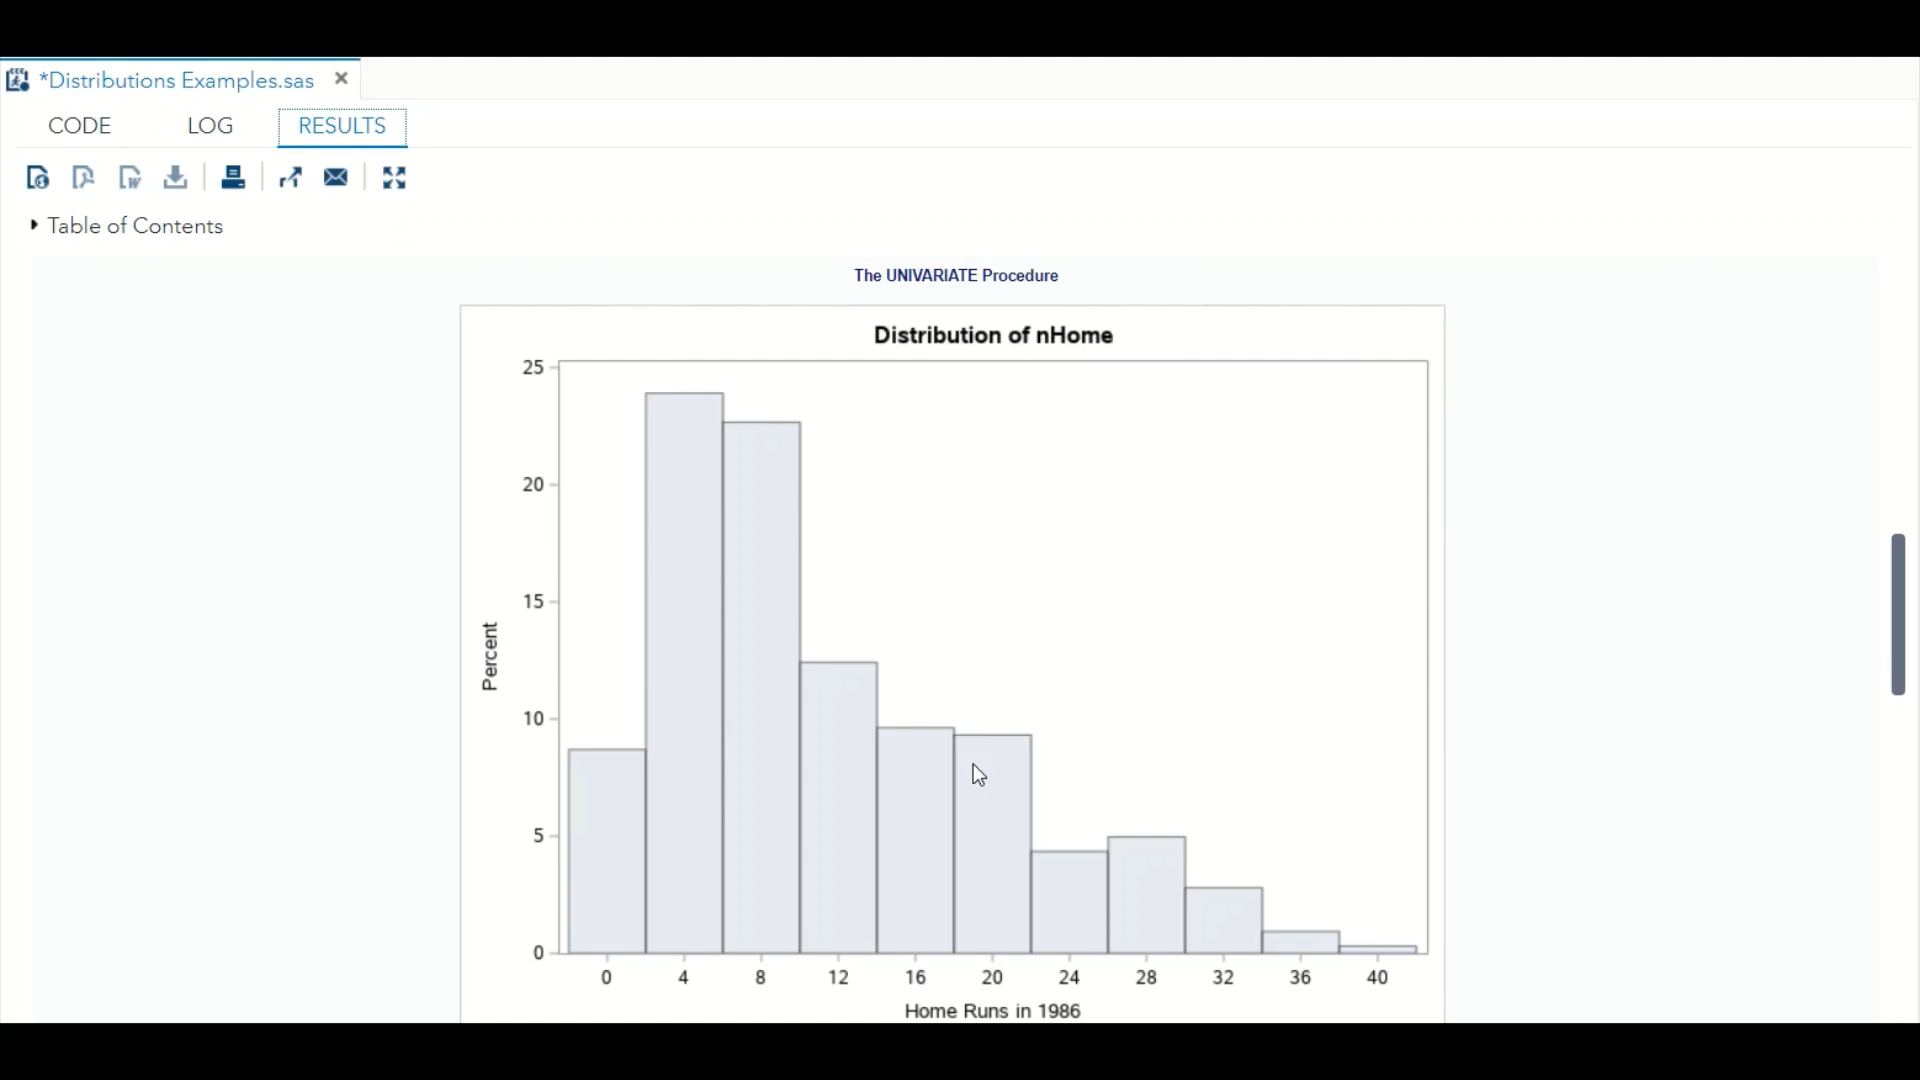 *Distributions Examples.sas
CODE LOG RESULTS
Table of Contents
The UNIVARIATE Procedure
Distribution of nHome
25
20
15
10
5
0
Percent
0 4 8 12 16 20 24 28 32 36 40
Home Runs in 1986